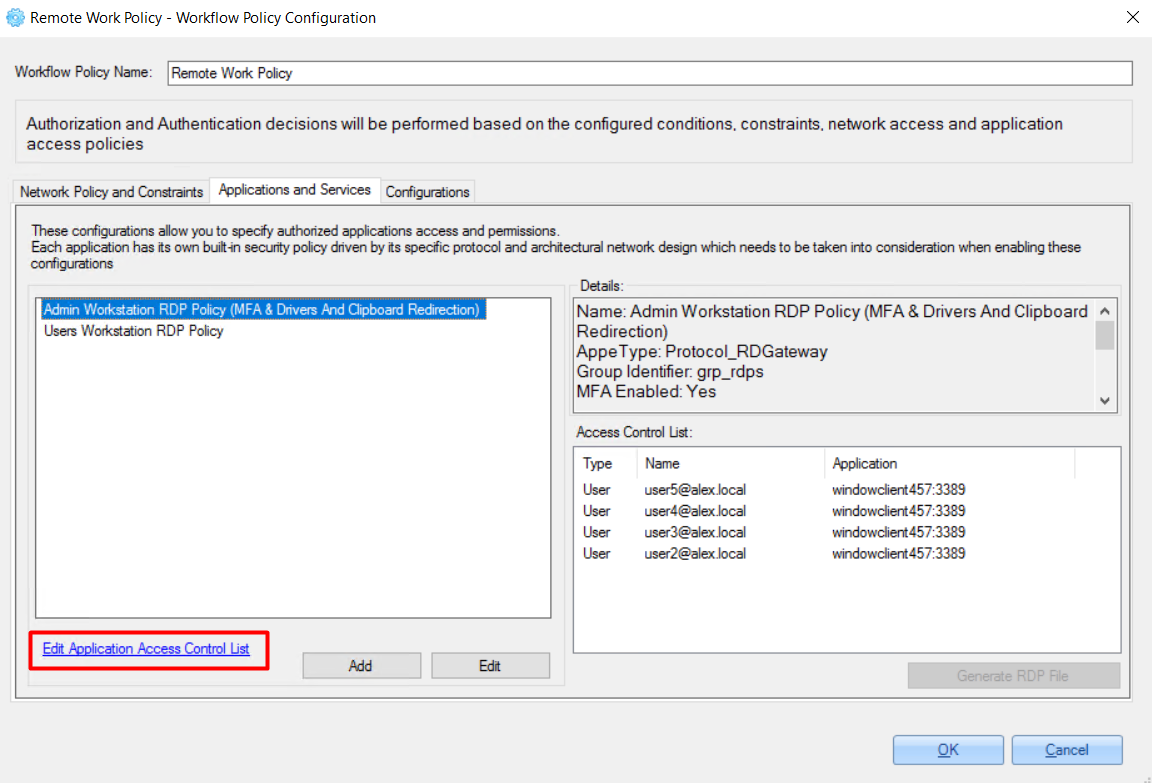 Remote Work Policy - Workflow Policy Configuration
Workflow Policy Name:
Remote Work Policy
Authorization and Authentication decisions will be performed based on the configured conditions, constraints, network access and application
access policies
Network Policy and Constraints
Applications and Services
Configurations
These configurations allow you to specify authorized applications access and permissions.
Each application has its own built-in security policy driven by its specific protocol and architectural network design which needs to be taken into consideration when enabling these
configurations
Admin Workstation RDP Policy (MFA & Drivers And Clipboard Redirection)
Users Workstation RDP Policy
Edit Application Access Control List
Add
Edit
Details:
Name: Admin Workstation RDP Policy (MFA & Drivers And Clipboard
Redirection)
AppeType: Protocol_RDGateway
Group Identifier: grp_rdps
MFA Enabled: Yes
Access Control List:
Type Name Application
User user5@alex.local windowclient457:3389
User user4@alex.local windowclient457:3389
User user3@alex.local windowclient457:3389
User user2@alex.local windowclient457:3389
Generate RDP File
OK
Cancel